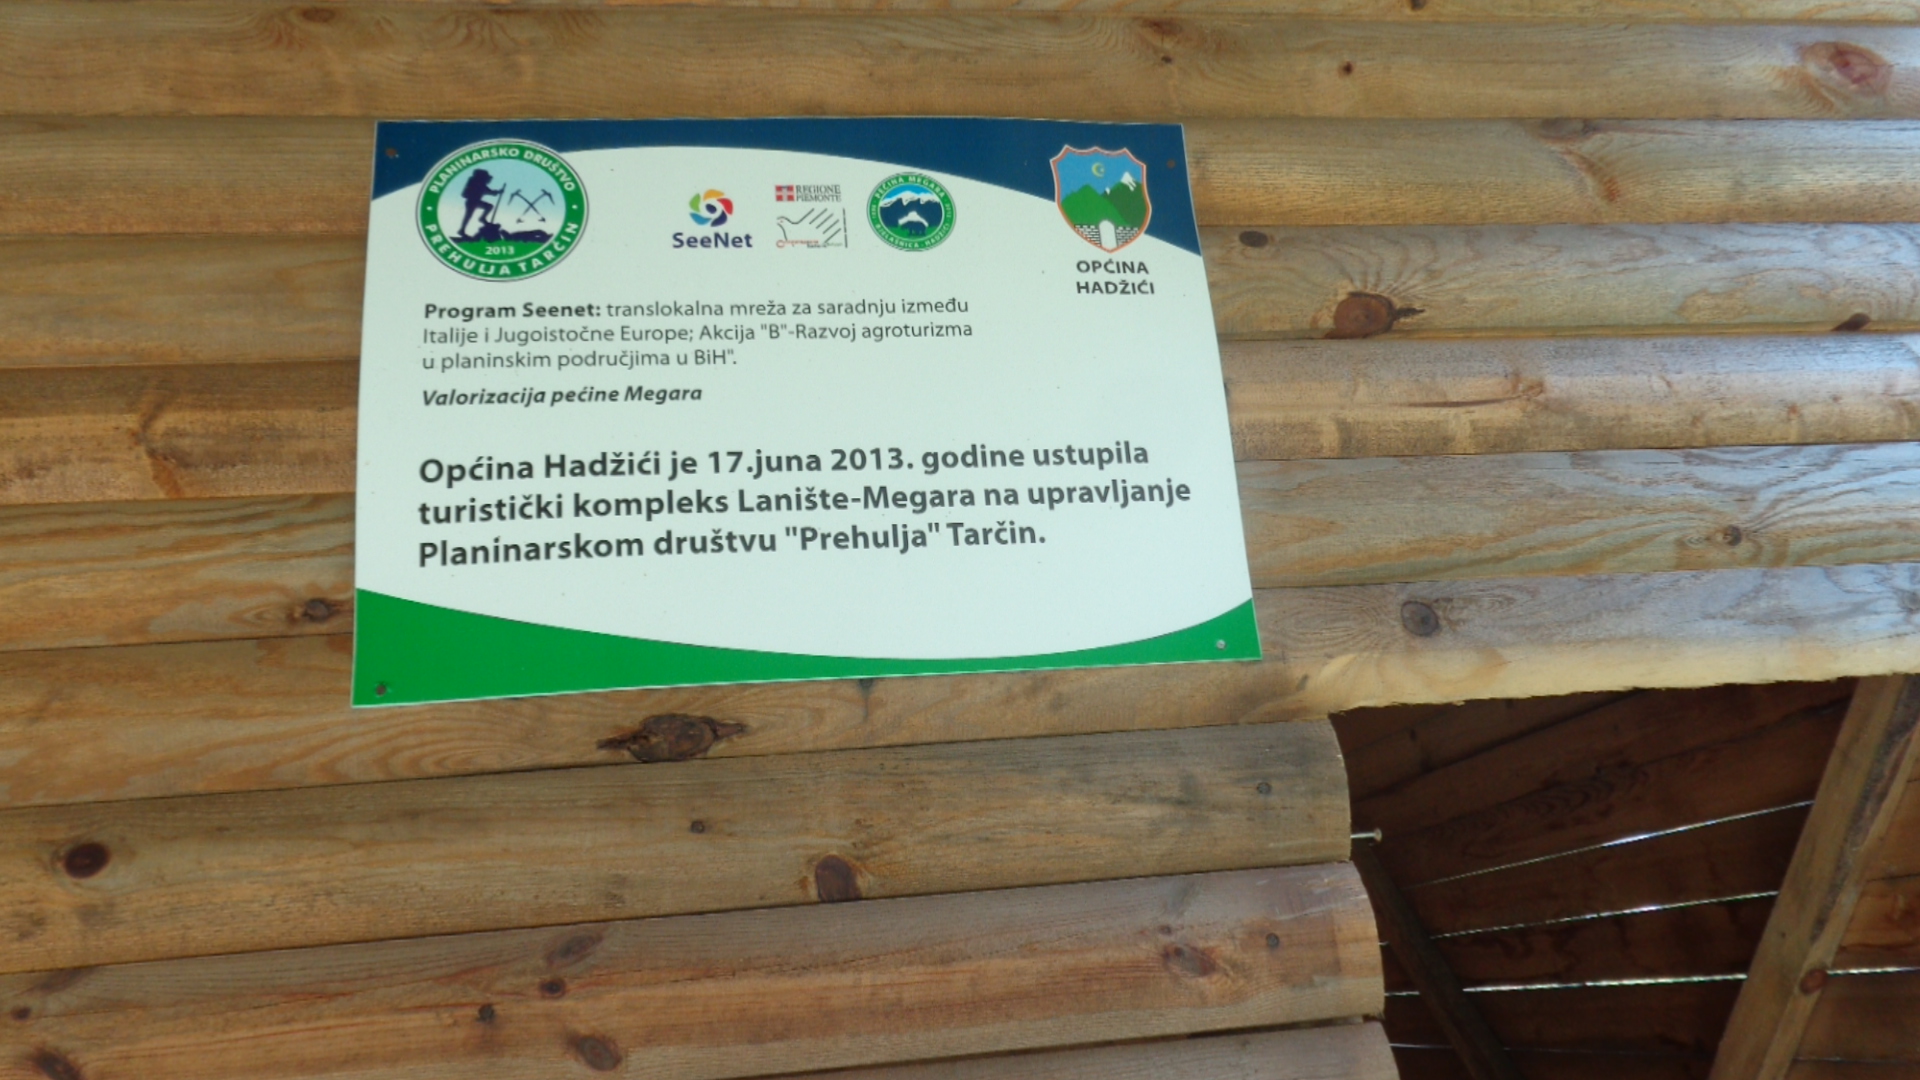 PLANINARSKO DRUŠTVO
PREHULJA TARČIN
2013
SeeNet
REGIONE
PIEMONTE
PEĆINA MEGARA
BJELAŠNICA - HADŽIĆI
OPĆINA
HADŽIĆI
Program Seenet: translokalna mreža za saradnju između
Italije i Jugoistočne Europe; Akcija "B"-Razvoj agroturizma
u planinskim područjima u BiH".
Valorizacija pećine Megara
Općina Hadžići je 17.juna 2013. godine ustupila
turistički kompleks Lanište-Megara na upravljanje
Planinarskom društvu "Prehulja" Tarčin.